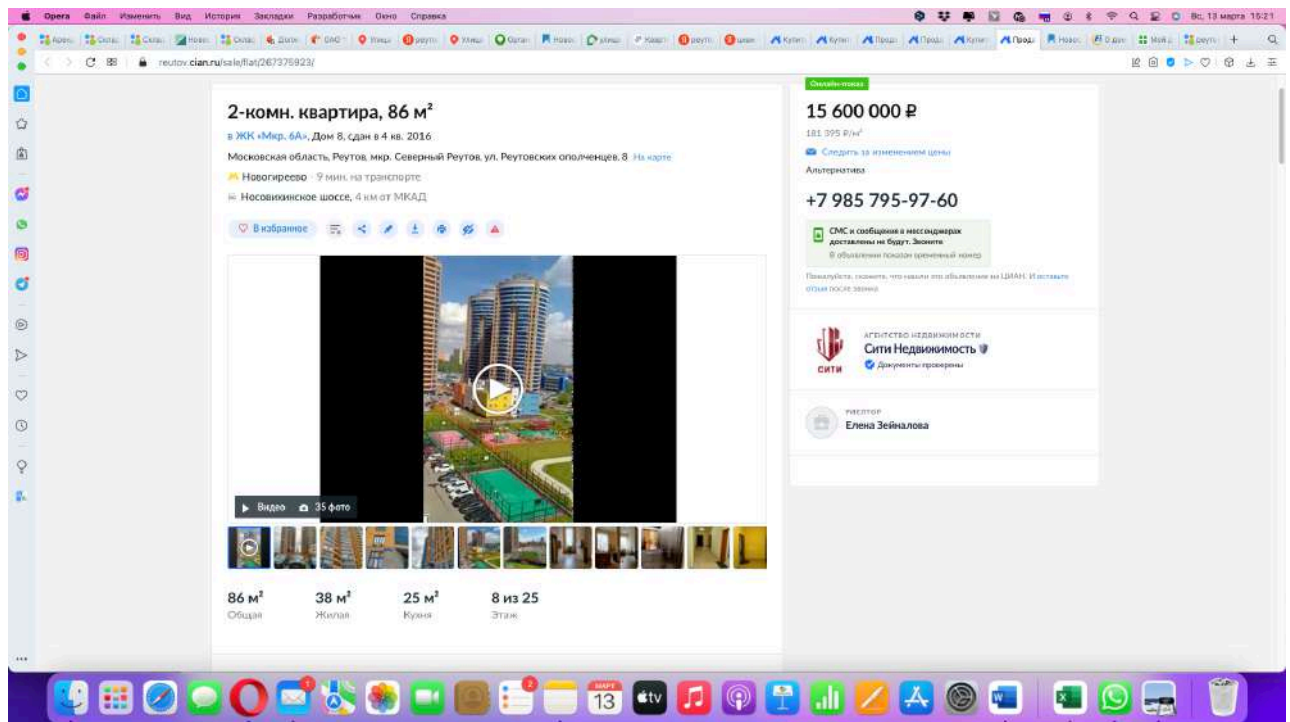 Opera Файл Изменить Вид История Закладки Разработчик Окно Справка Вс, 13 марта 15:21
reutov.cian.ru/sale/flat/267375923/
Онлайн-показ
2-комн. квартира, 86 м²
15 600 000 ₽
181 395 ₽/м²
в ЖК «Мкр. 6А», Дом 8, сдан в 4 кв. 2016
Следить за изменением цены
Московская область, Реутов, мкр. Северный Реутов, ул. Реутовских ополченцев, 8 На карте
Альтернатива
Новогиреево · 9 мин. на транспорте
Носовихинское шоссе, 4 км от МКАД
+7 985 795-97-60
В избранное
СМС и сообщения в мессенджерах
доставлены не будут. Звоните
В объявлении показан временный номер
Пожалуйста, скажите, что нашли это объявление на ЦИАН. И оставьте
отзыв после звонка
АГЕНТСТВО НЕДВИЖИМОСТИ
Сити Недвижимость
СИТИ
Документы проверены
РИЕЛТОР
Елена Зейналова
Видео 35 фото
86 м² 38 м² 25 м² 8 из 25
Общая Жилая Кухня Этаж
МАРТ
13
tv